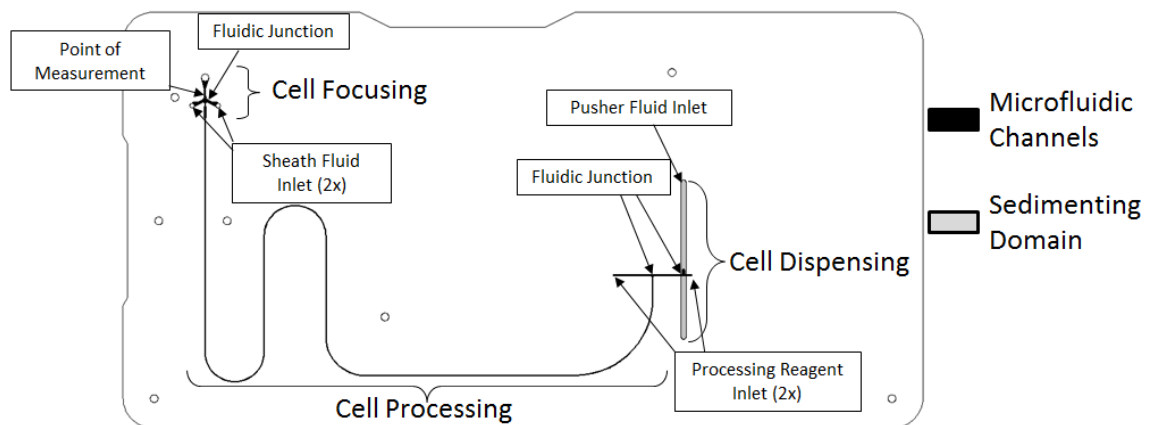 Fluidic Junction
Point of
Measurement
Cell Focusing
Sheath Fluid
Inlet (2x)
Pusher Fluid Inlet
Fluidic Junction
Cell Dispensing
Processing Reagent
Inlet (2x)
Cell Processing
Microfluidic
Channels
Sedimenting
Domain